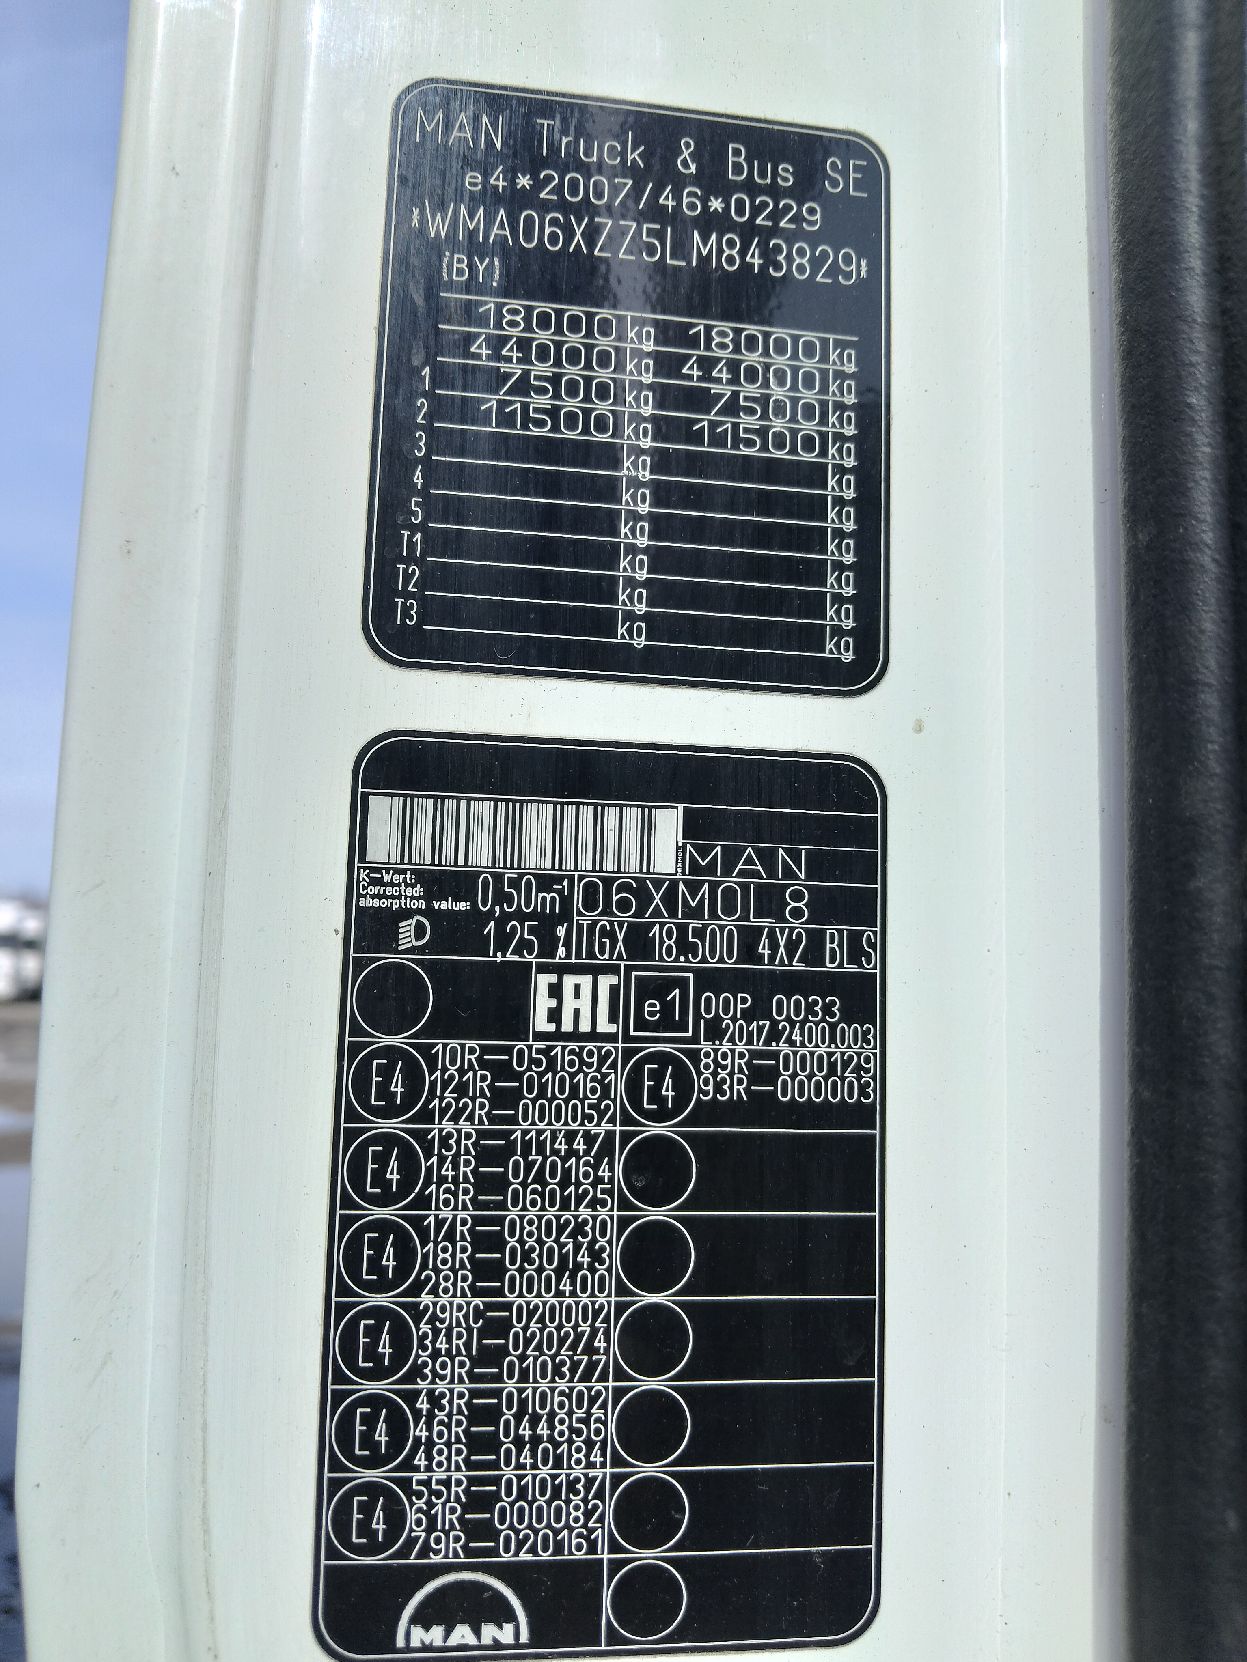 MAN Truck & Bus SE
e4*2007/46*0229
*WMA06XZZ5LM843829*
(BY)
18000 kg 18000 kg
44000 kg 44000 kg
1 7500 kg 7500 kg
2 11500 kg 11500 kg
3 kg kg
4 kg kg
5 kg kg
T1 kg kg
T2 kg kg
T3 kg kg
MAN
K-Wert:
Corrected:
absorption value: 0,50m⁻¹ 06XM0L8
1,25 % TGX 18.500 4X2 BLS
EAC e1 00P 0033
L.2017.2400.003
E4 10R-051692 E4 89R-000129
121R-010161 93R-000003
122R-000052
E4 13R-111447
14R-070164
16R-060125
E4 17R-080230
18R-030143
28R-000400
E4 29RC-020002
34RI-020274
39R-010377
E4 43R-010602
46R-044856
48R-040184
E4 55R-010137
61R-000082
79R-020161
MAN